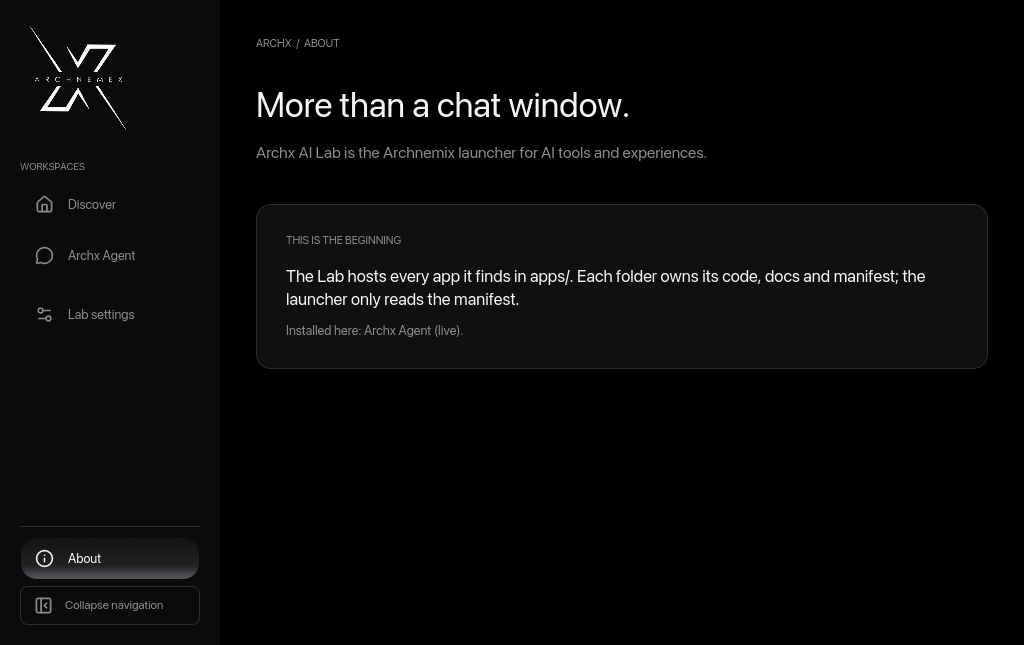 ARCHNEMEX
WORKSPACES
Discover
Archx Agent
Lab settings
About
Collapse navigation
ARCHX / ABOUT
More than a chat window.
Archx AI Lab is the Archnemix launcher for AI tools and experiences.
THIS IS THE BEGINNING
The Lab hosts every app it finds in apps/. Each folder owns its code, docs and manifest; the
launcher only reads the manifest.
Installed here: Archx Agent (live).